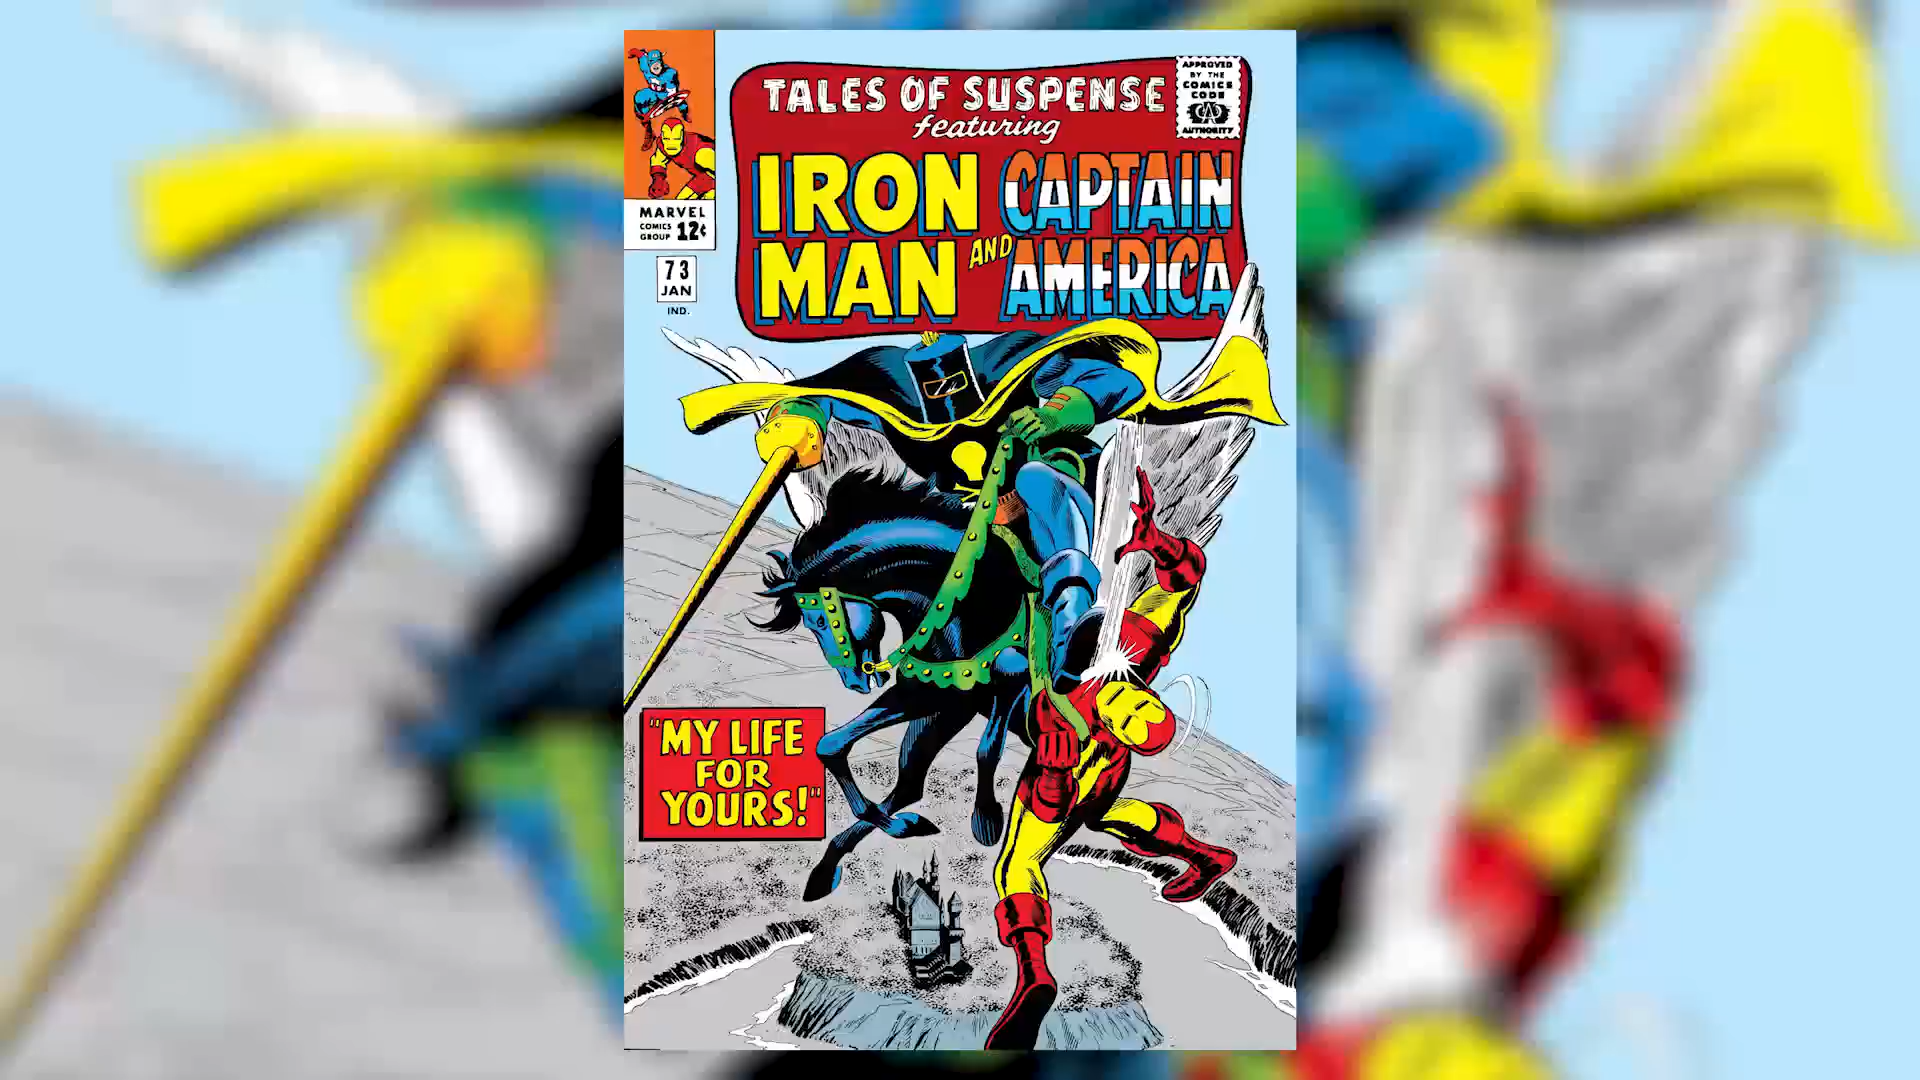 TALES OF SUSPENSE
featuring
IRON MAN AND CAPTAIN AMERICA
APPROVED
BY THE
COMICS
CODE
CA
AUTHORITY
MARVEL
COMICS
GROUP 12¢
73
JAN
IND.
"MY LIFE
FOR
YOURS!"